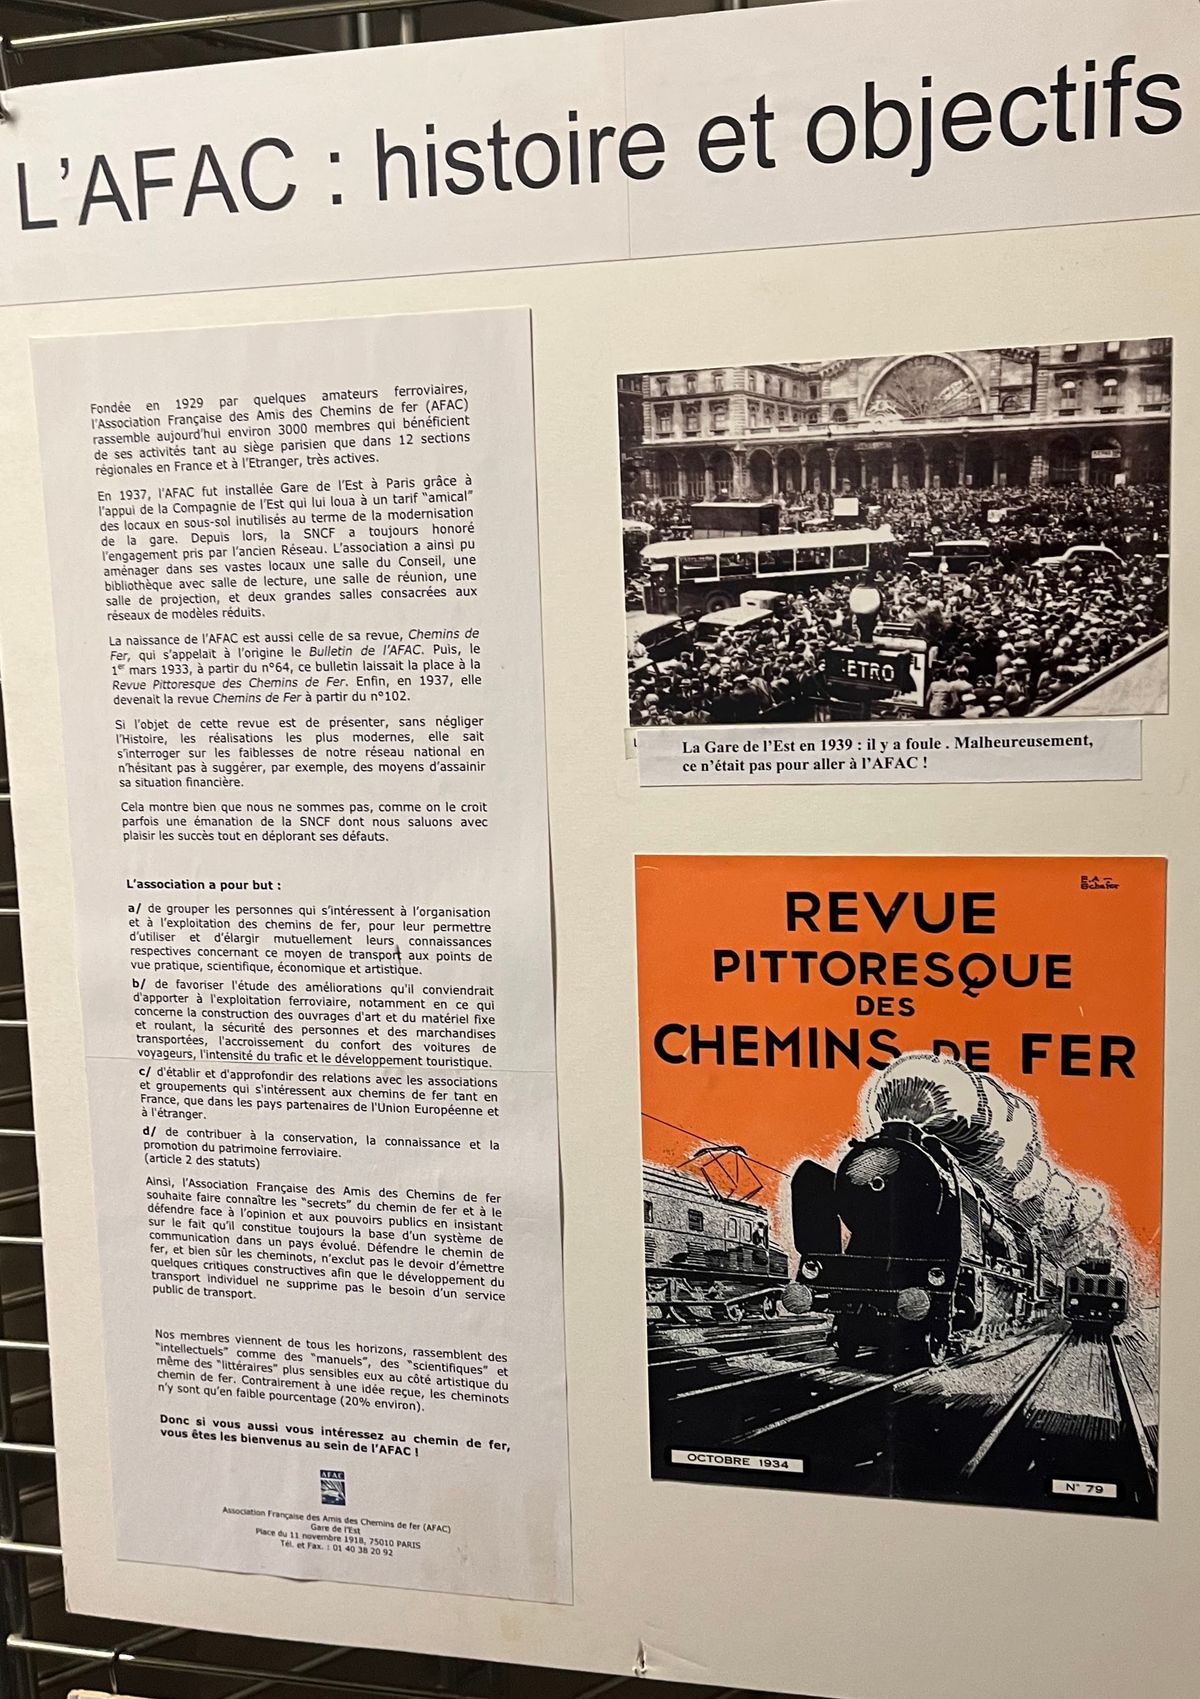 L'AFAC : histoire et objectifs
Fondée en 1929 par quelques amateurs ferroviaires,
l'Association Française des Amis des Chemins de fer (AFAC)
rassemble aujourd'hui environ 3000 membres qui bénéficient
de ses activités tant au siège parisien que dans 12 sections
régionales en France et à l'Etranger, très actives.
En 1937, l'AFAC fut installée Gare de l'Est à Paris grâce à
l'appui de la Compagnie de l'Est qui lui loua à un tarif "amical"
des locaux en sous-sol inutilisés au terme de la modernisation
de la gare. Depuis lors, la SNCF a toujours honoré
l'engagement pris par l'ancien Réseau. L'association a ainsi pu
aménager dans ses vastes locaux une salle du Conseil, une
bibliothèque avec salle de lecture, une salle de réunion, une
salle de projection, et deux grandes salles consacrées aux
réseaux de modèles réduits.
La naissance de l'AFAC est aussi celle de sa revue, Chemins de
Fer, qui s'appelait à l'origine le Bulletin de l'AFAC. Puis, le
1er mars 1933, à partir du n°64, ce bulletin laissait la place à la
Revue Pittoresque des Chemins de Fer. Enfin, en 1937, elle
devenait la revue Chemins de Fer à partir du n°102.
Si l'objet de cette revue est de présenter, sans négliger
l'Histoire, les réalisations les plus modernes, elle sait
s'interroger sur les faiblesses de notre réseau national en
n'hésitant pas à suggérer, par exemple, des moyens d'assainir
sa situation financière.
Cela montre bien que nous ne sommes pas, comme on le croit
parfois une émanation de la SNCF dont nous saluons avec
plaisir les succès tout en déplorant ses défauts.
L'association a pour but :
a/ de grouper les personnes qui s'intéressent à l'organisation
et à l'exploitation des chemins de fer, pour leur permettre
d'utiliser et d'élargir mutuellement leurs connaissances
respectives concernant ce moyen de transport aux points de
vue pratique, scientifique, économique et artistique.
b/ de favoriser l'étude des améliorations qu'il conviendrait
d'apporter à l'exploitation ferroviaire, notamment en ce qui
concerne la construction des ouvrages d'art et du matériel fixe
et roulant, la sécurité des personnes et des marchandises
transportées, l'accroissement du confort des voitures de
voyageurs, l'intensité du trafic et le développement touristique.
c/ d'établir et d'approfondir des relations avec les associations
et groupements qui s'intéressent aux chemins de fer tant en
France, que dans les pays partenaires de l'Union Européenne et
à l'étranger.
d/ de contribuer à la conservation, la connaissance et la
promotion du patrimoine ferroviaire.
(article 2 des statuts)
Ainsi, l'Association Française des Amis des Chemins de fer
souhaite faire connaître les "secrets" du chemin de fer et à le
défendre face à l'opinion et aux pouvoirs publics en insistant
sur le fait qu'il constitue toujours la base d'un système de
communication dans un pays évolué. Défendre le chemin de
fer, et bien sûr les cheminots, n'exclut pas le devoir d'émettre
quelques critiques constructives afin que le développement du
transport individuel ne supprime pas le besoin d'un service
public de transport.
Nos membres viennent de tous les horizons, rassemblent des
"intellectuels" comme des "manuels", des "scientifiques" et
même des "littéraires" plus sensibles eux au côté artistique du
chemin de fer. Contrairement à une idée reçue, les cheminots
n'y sont qu'en faible pourcentage (20% environ).
Donc si vous aussi vous intéressez au chemin de fer,
vous êtes les bienvenus au sein de l'AFAC !
AFAC
Association Française des Amis des Chemins de fer (AFAC)
Gare de l'Est
Place du 11 novembre 1918, 75010 PARIS
Tél. et Fax. : 01 40 38 20 92
La Gare de l'Est en 1939 : il y a foule . Malheureusement,
ce n'était pas pour aller à l'AFAC !
REVUE
PITTORESQUE
DES
CHEMINS DE FER
OCTOBRE 1934
N° 79